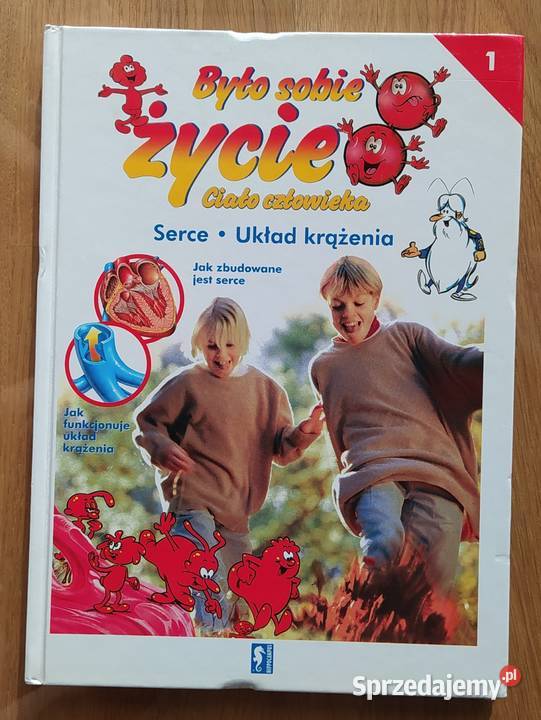 1
Było sobie
życie
Ciało człowieka
Serce • Układ krążenia
Jak zbudowane
jest serce
Jak
funkcjonuje
układ
krążenia
HIPPOCAMPUS
Sprzedajemy.pl